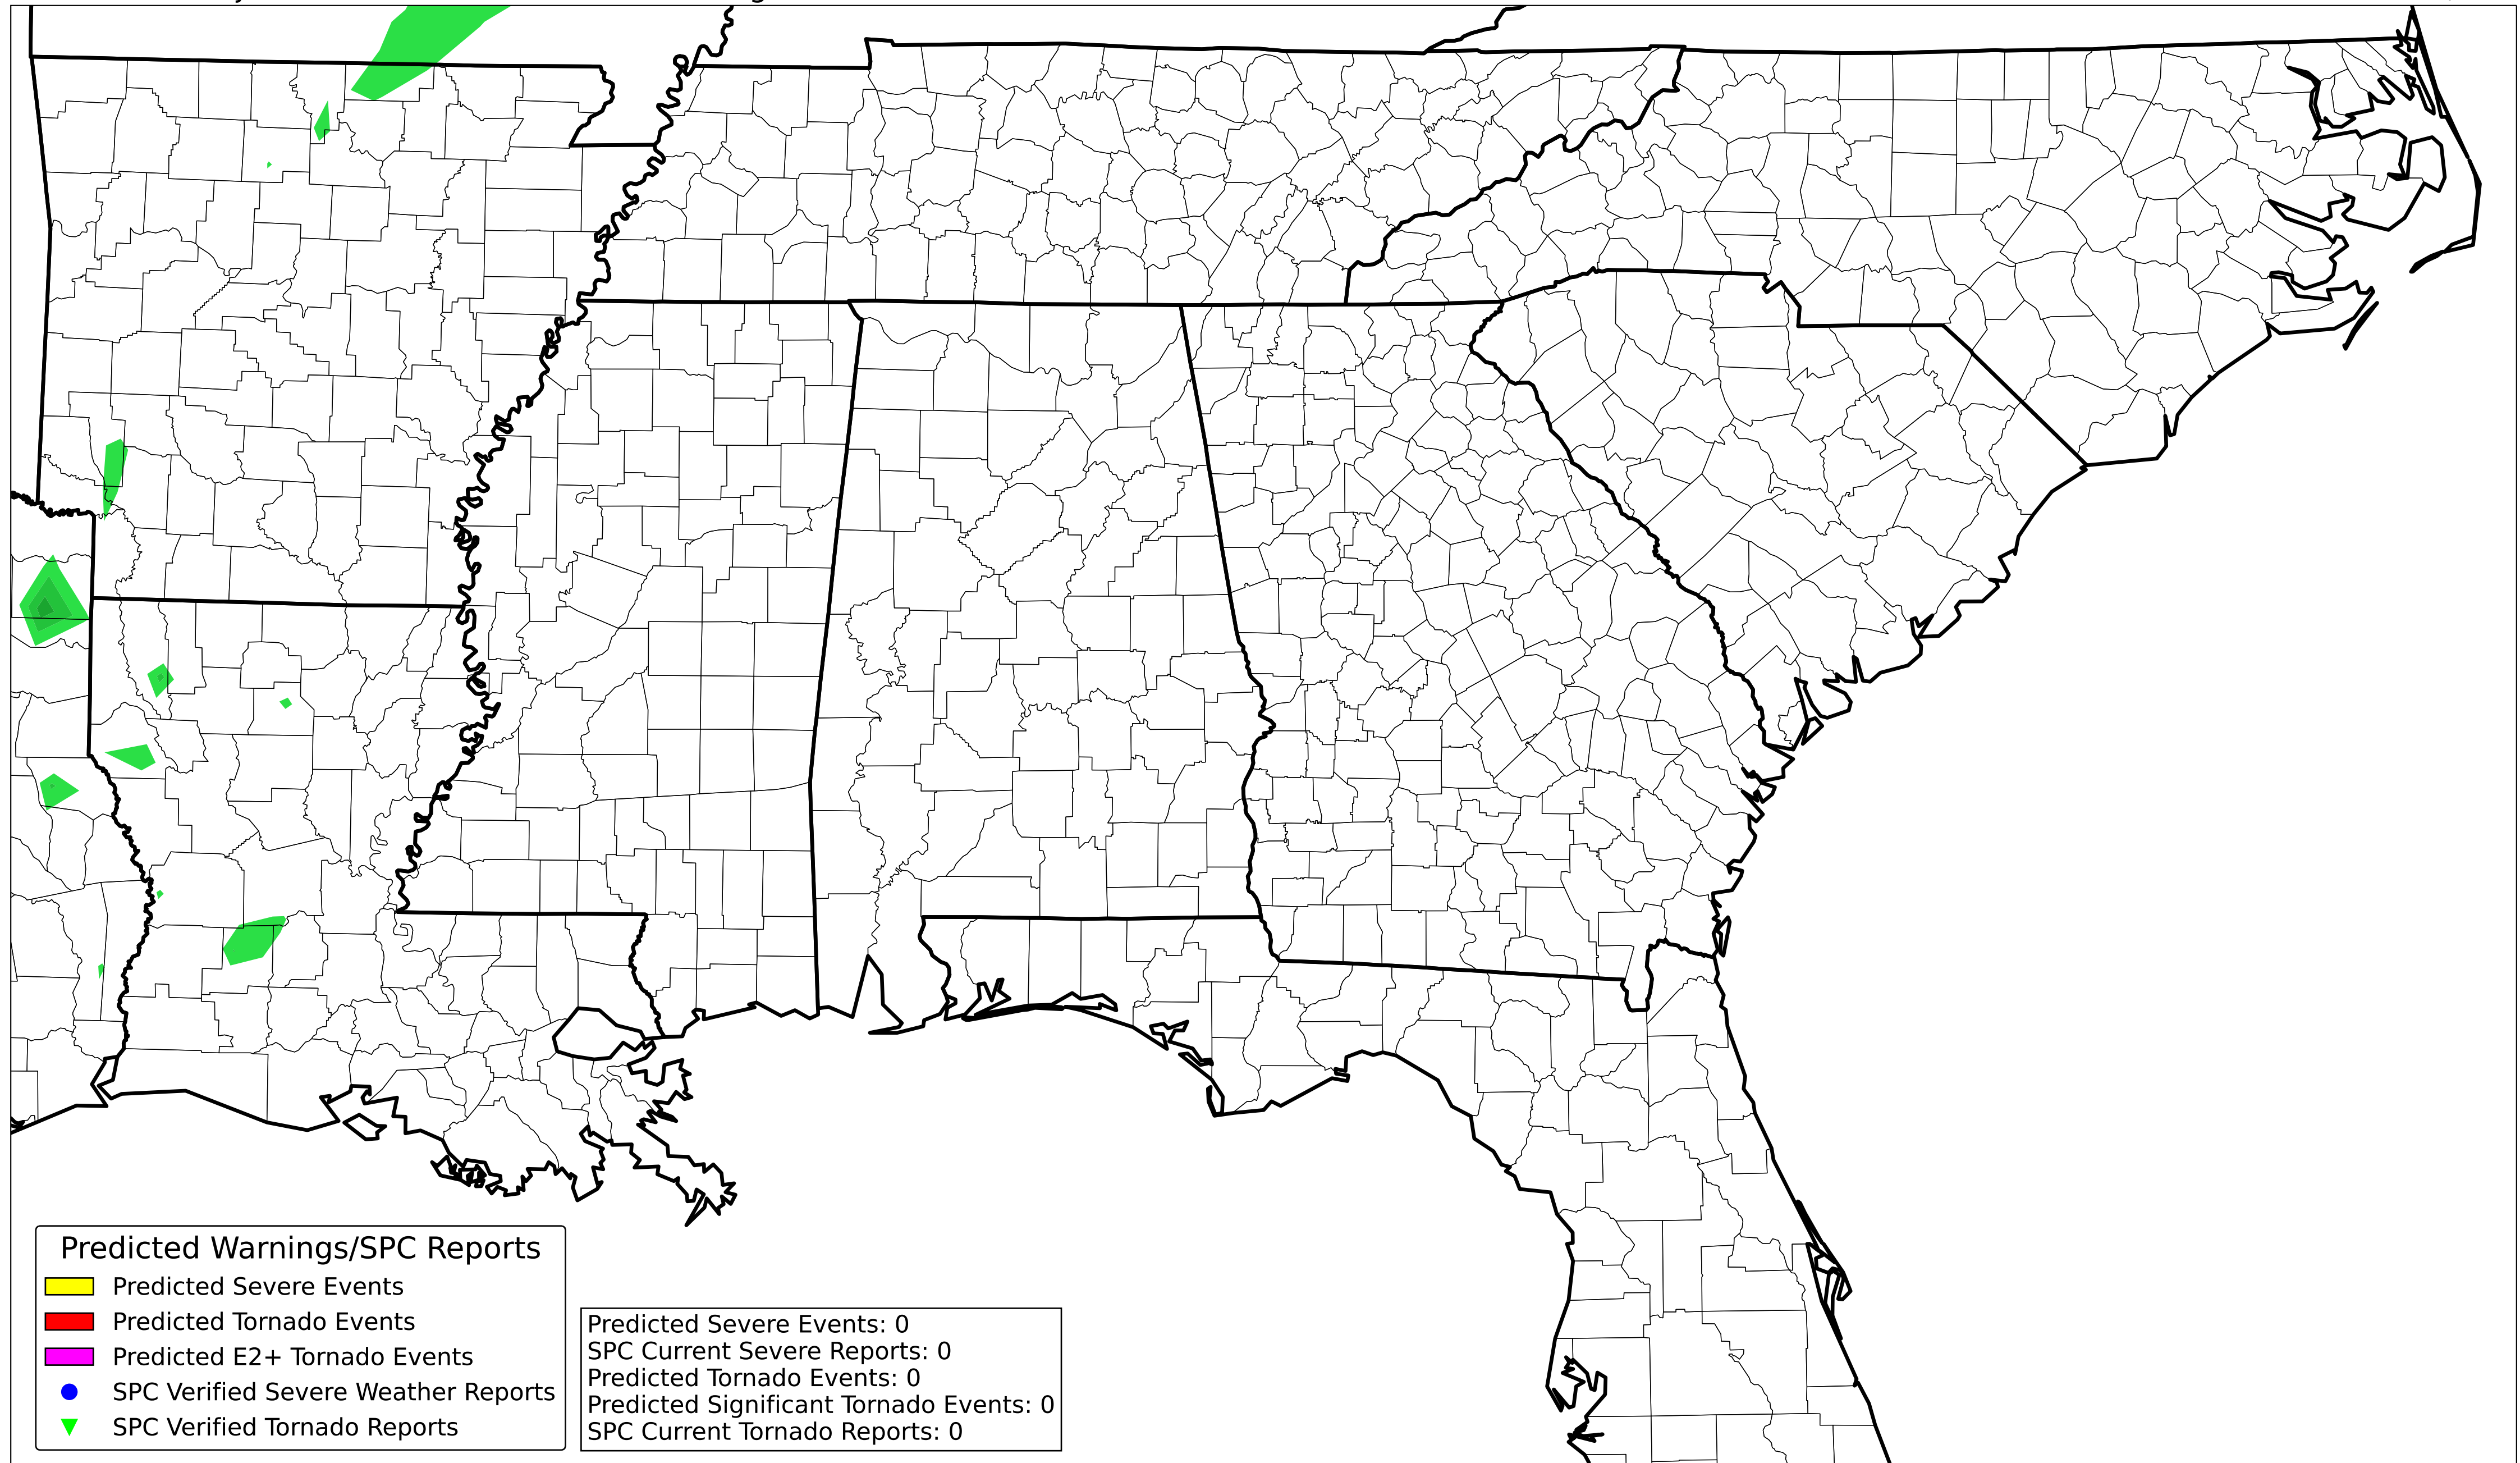 Predicted Warnings/SPC Reports
Predicted Severe Events
Predicted Tornado Events
Predicted E2+ Tornado Events
SPC Verified Severe Weather Reports
SPC Verified Tornado Reports
Predicted Severe Events: 0
SPC Current Severe Reports: 0
Predicted Tornado Events: 0
Predicted Significant Tornado Events: 0
SPC Current Tornado Reports: 0